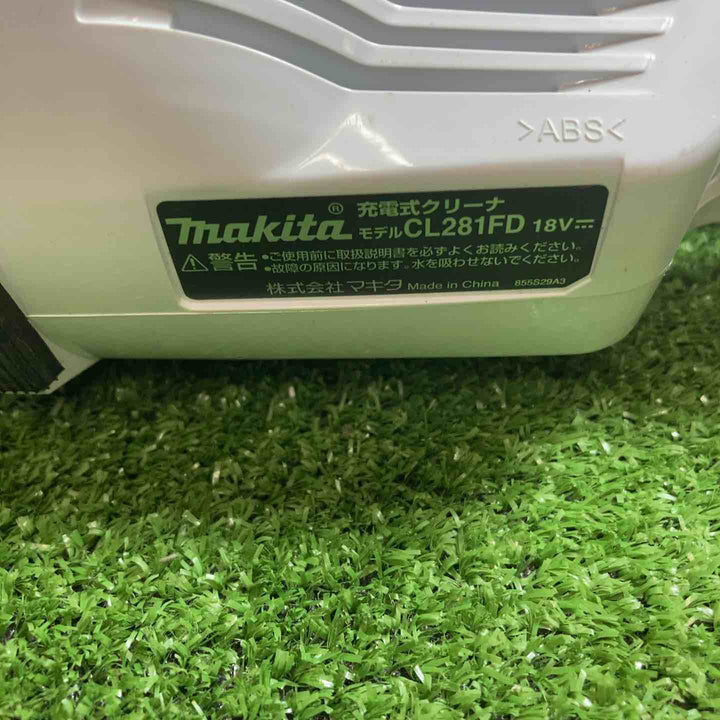 >ABS<
makita® 充電式クリーナ
モデルCL281FD 18V⎓
⚠警告 •ご使用前に取扱説明書を必ずよくお読みください。
•故障の原因になります。水を吸わせないでください。
株式会社マキタ Made in China 855S29A3